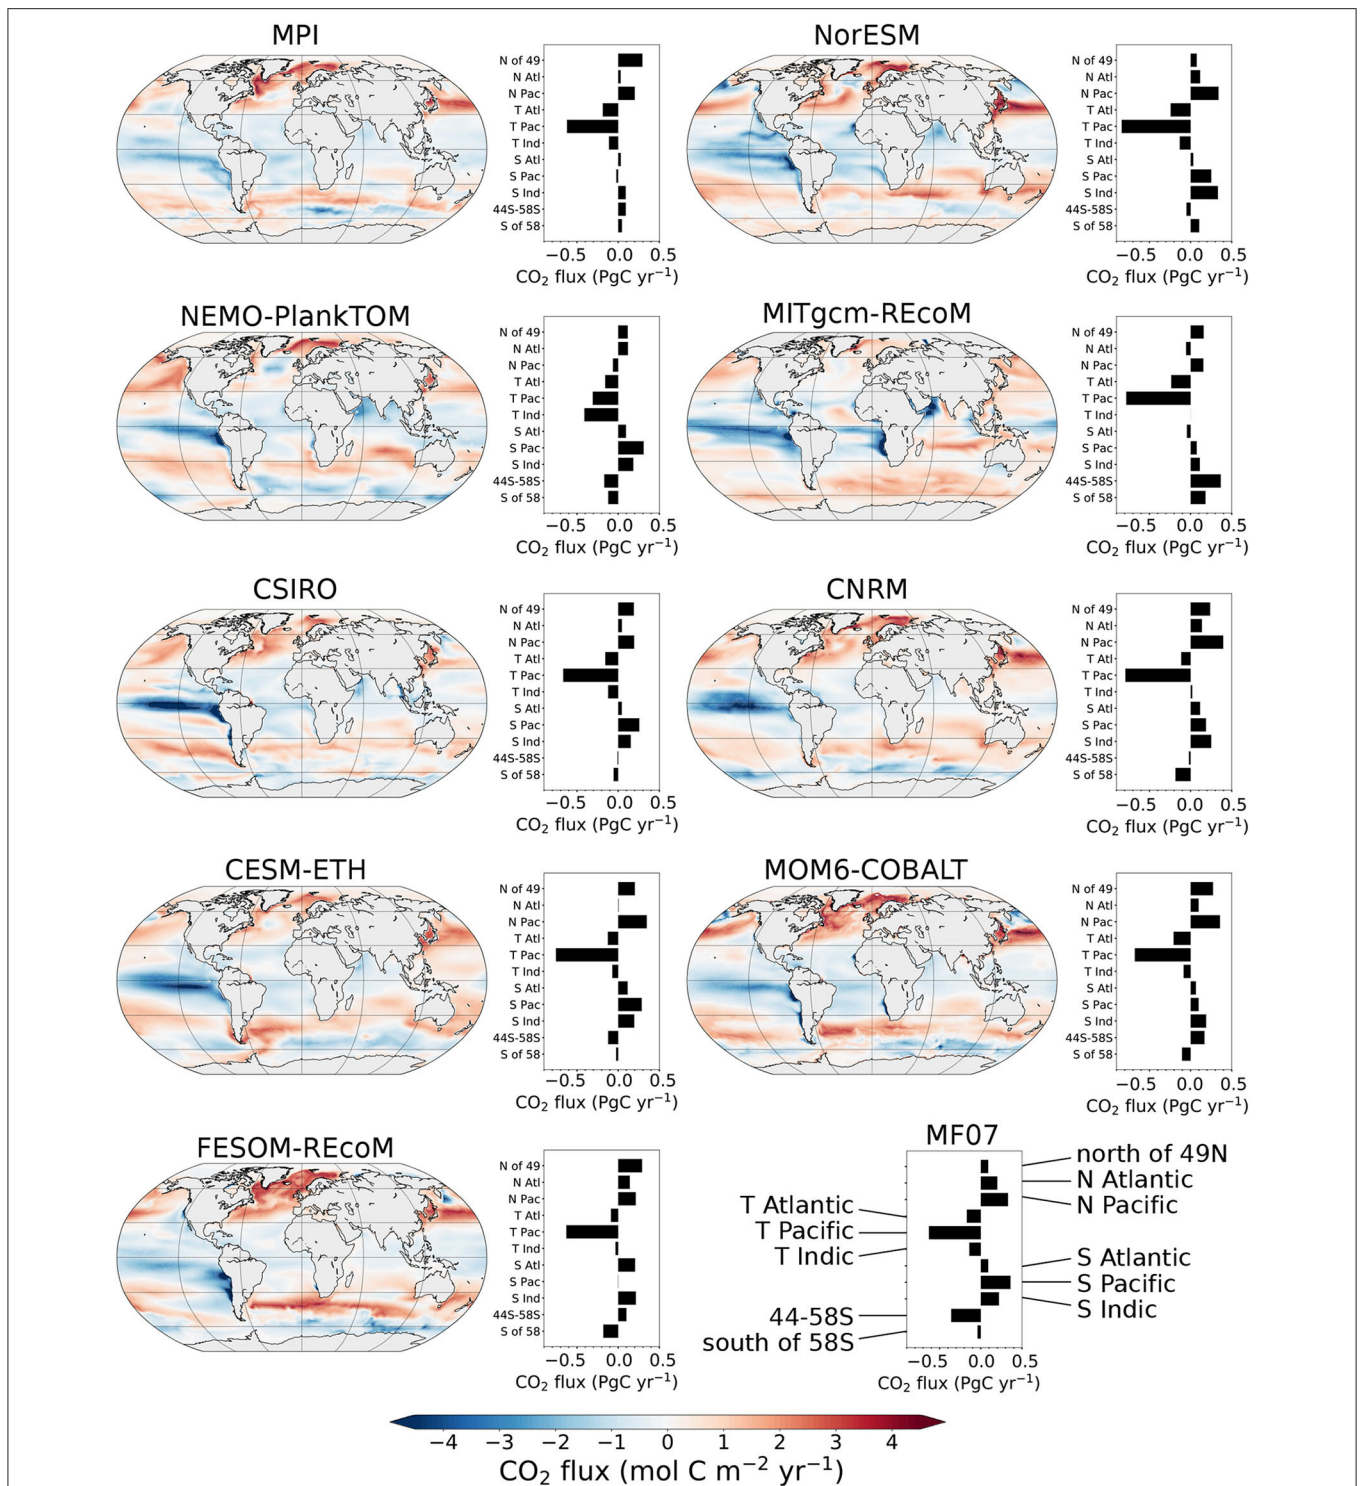 MPI
N of 49
N Atl
N Pac
T Atl
T Pac
T Ind
S Atl
S Pac
S Ind
44S-58S
S of 58
−0.5 0.0 0.5
CO₂ flux (PgC yr⁻¹)
NorESM
N of 49
N Atl
N Pac
T Atl
T Pac
T Ind
S Atl
S Pac
S Ind
44S-58S
S of 58
−0.5 0.0 0.5
CO₂ flux (PgC yr⁻¹)
NEMO-PlankTOM
N of 49
N Atl
N Pac
T Atl
T Pac
T Ind
S Atl
S Pac
S Ind
44S-58S
S of 58
−0.5 0.0 0.5
CO₂ flux (PgC yr⁻¹)
MITgcm-REcoM
N of 49
N Atl
N Pac
T Atl
T Pac
T Ind
S Atl
S Pac
S Ind
44S-58S
S of 58
−0.5 0.0 0.5
CO₂ flux (PgC yr⁻¹)
CSIRO
N of 49
N Atl
N Pac
T Atl
T Pac
T Ind
S Atl
S Pac
S Ind
44S-58S
S of 58
−0.5 0.0 0.5
CO₂ flux (PgC yr⁻¹)
CNRM
N of 49
N Atl
N Pac
T Atl
T Pac
T Ind
S Atl
S Pac
S Ind
44S-58S
S of 58
−0.5 0.0 0.5
CO₂ flux (PgC yr⁻¹)
CESM-ETH
N of 49
N Atl
N Pac
T Atl
T Pac
T Ind
S Atl
S Pac
S Ind
44S-58S
S of 58
−0.5 0.0 0.5
CO₂ flux (PgC yr⁻¹)
MOM6-COBALT
N of 49
N Atl
N Pac
T Atl
T Pac
T Ind
S Atl
S Pac
S Ind
44S-58S
S of 58
−0.5 0.0 0.5
CO₂ flux (PgC yr⁻¹)
FESOM-REcoM
N of 49
N Atl
N Pac
T Atl
T Pac
T Ind
S Atl
S Pac
S Ind
44S-58S
S of 58
−0.5 0.0 0.5
CO₂ flux (PgC yr⁻¹)
MF07
north of 49N
N Atlantic
N Pacific
T Atlantic
T Pacific
T Indic
S Atlantic
S Pacific
S Indic
44-58S
south of 58S
−0.5 0.0 0.5
CO₂ flux (PgC yr⁻¹)
−4 −3 −2 −1 0 1 2 3 4
CO₂ flux (mol C m⁻² yr⁻¹)